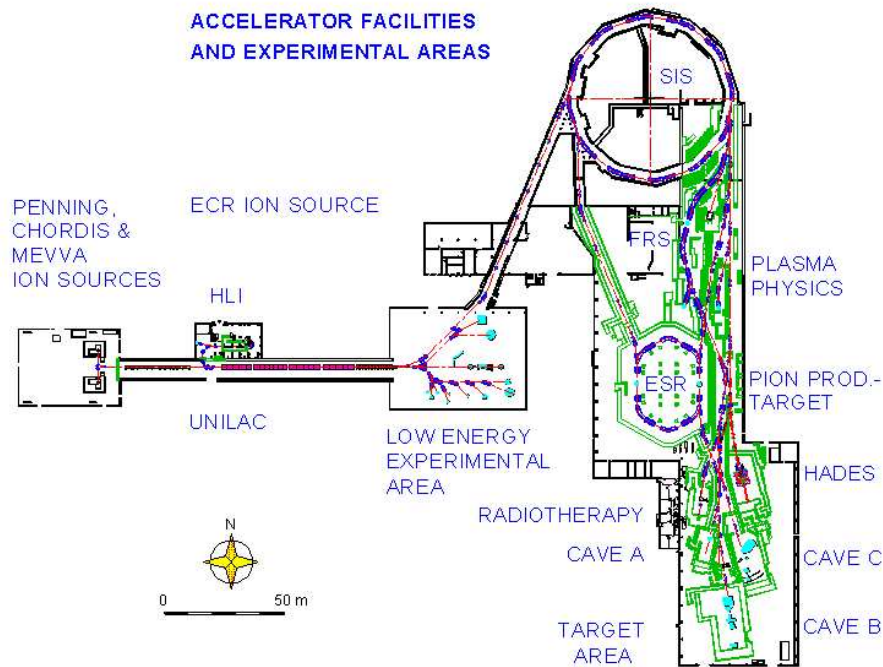 ACCELERATOR FACILITIES
AND EXPERIMENTAL AREAS
SIS
PENNING,
CHORDIS &
MEVVA
ION SOURCES
ECR ION SOURCE
HLI
FRS
PLASMA
PHYSICS
UNILAC
ESR
PION PROD.-
TARGET
LOW ENERGY
EXPERIMENTAL
AREA
HADES
RADIOTHERAPY
CAVE A
CAVE C
N
0 50 m
TARGET
AREA
CAVE B